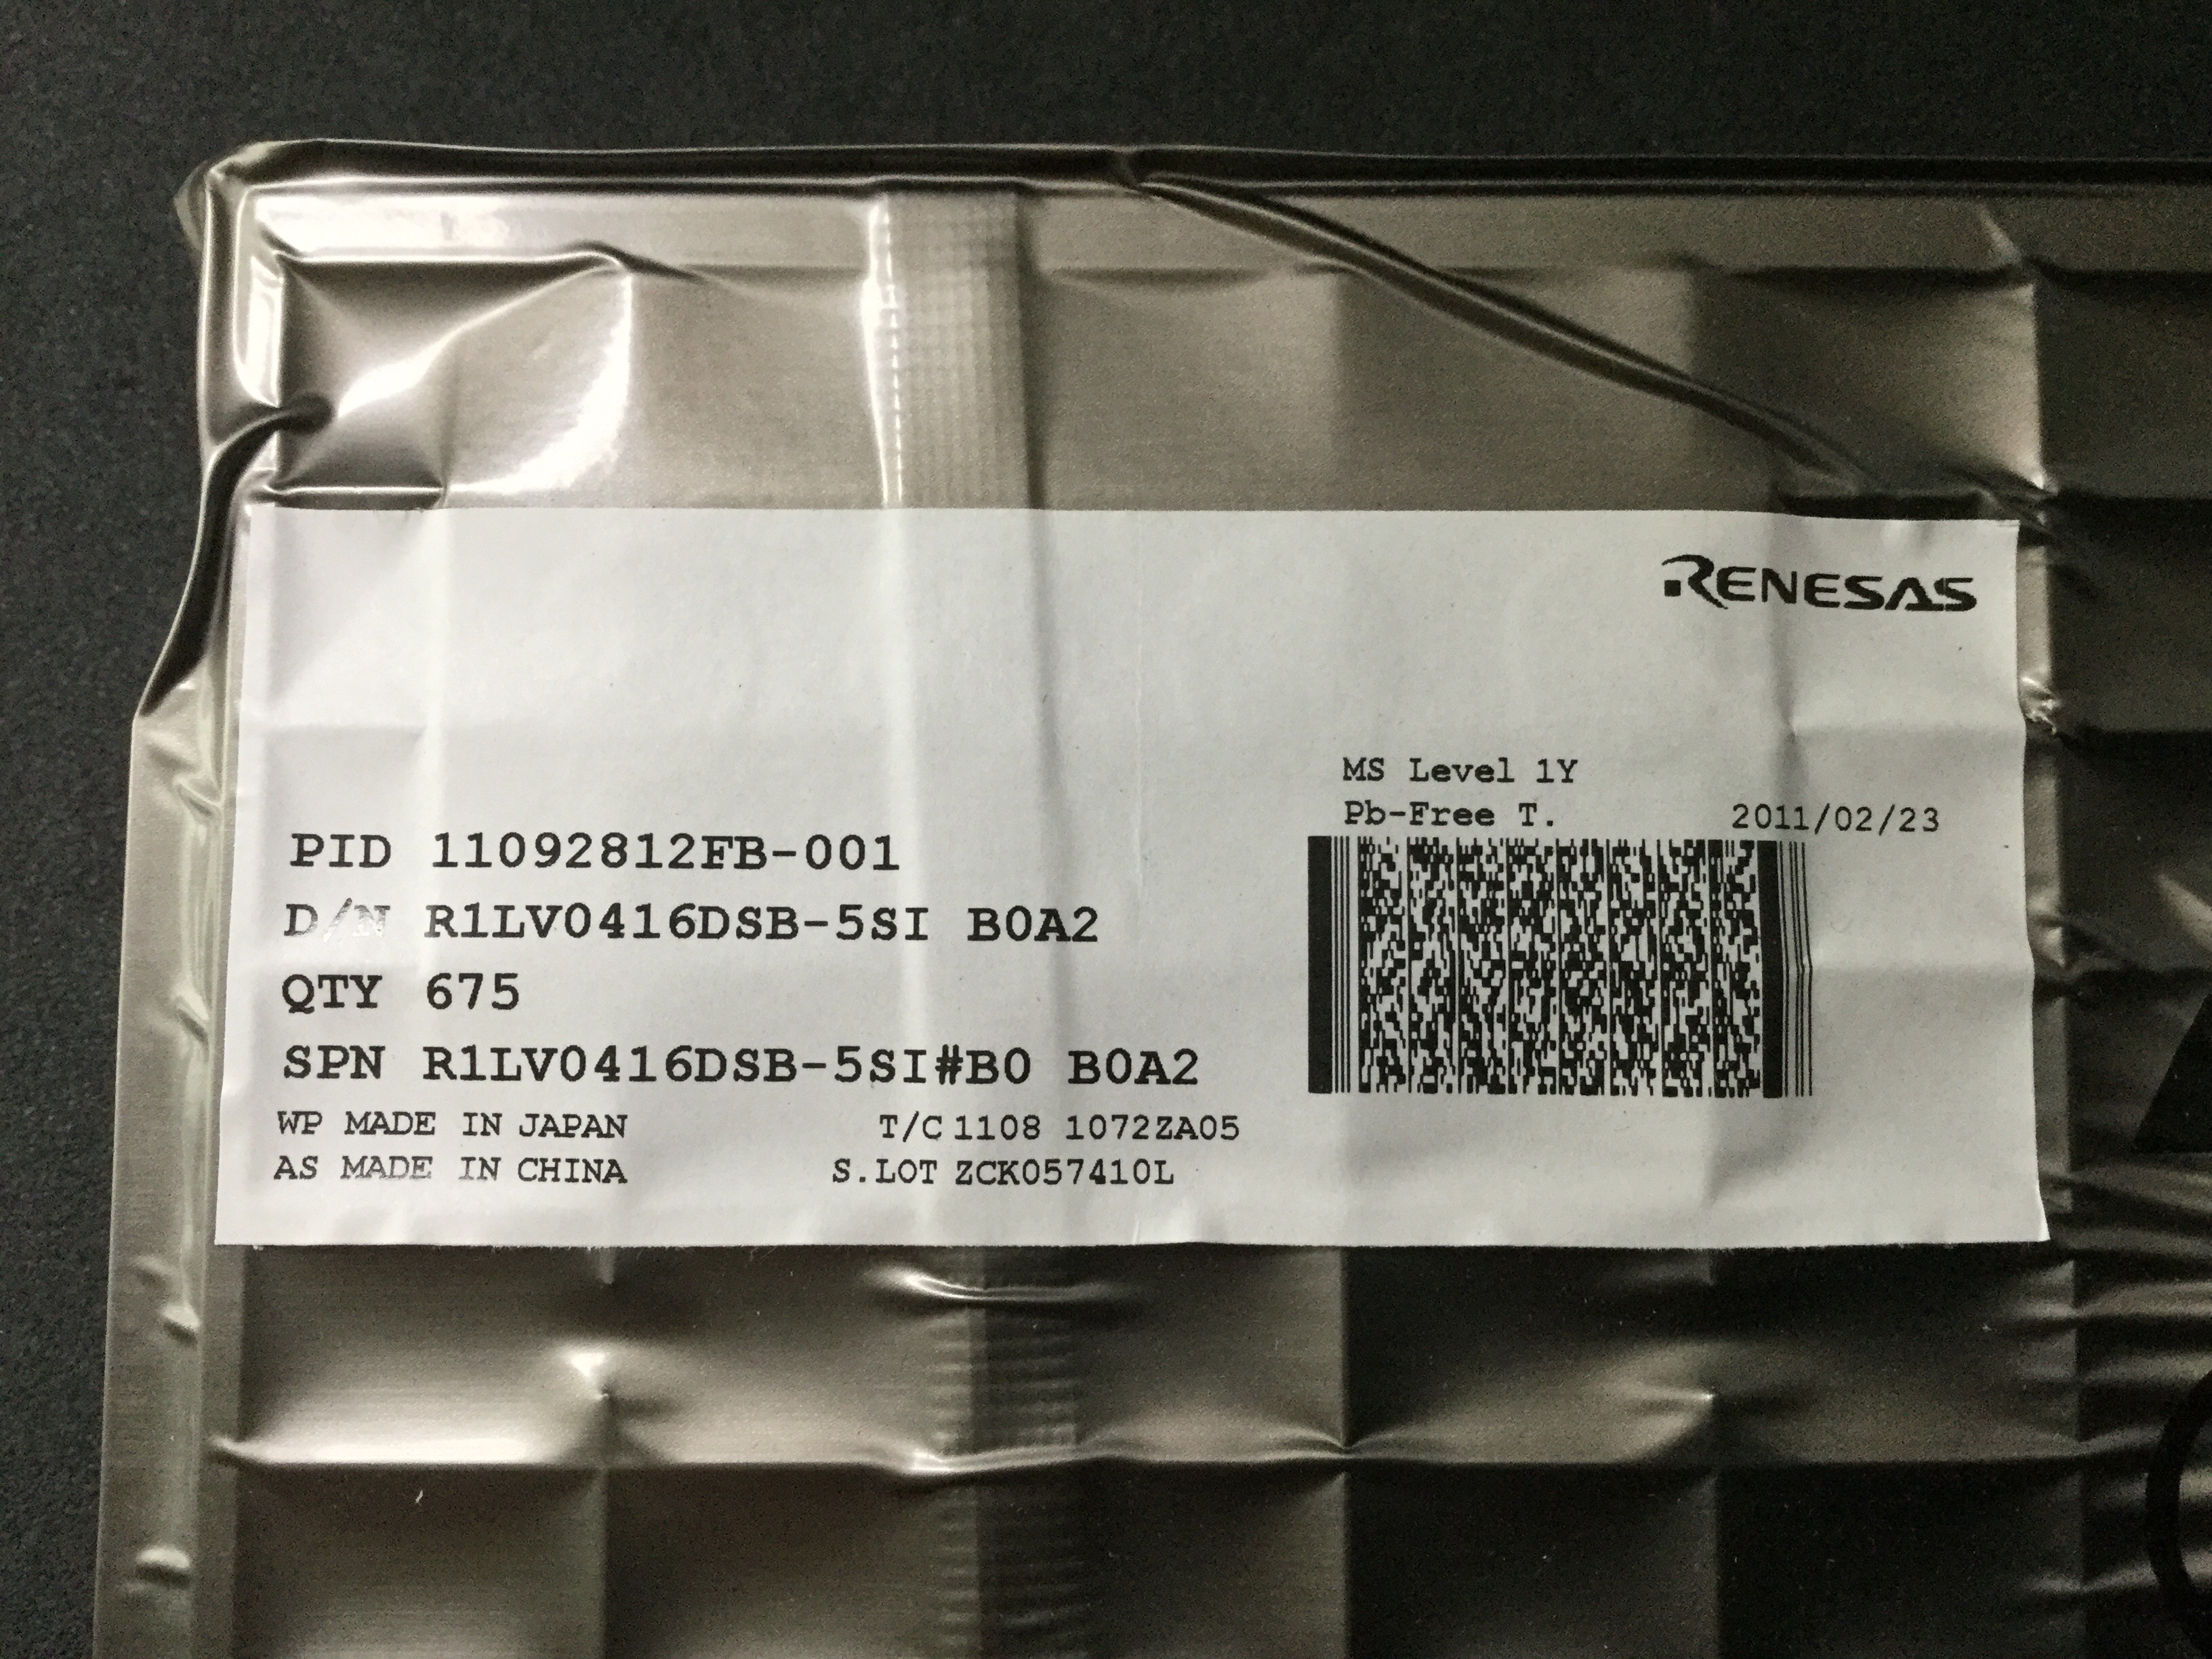 RENESAS
MS Level 1Y
Pb-Free T. 2011/02/23
PID 11092812FB-001
D/N R1LV0416DSB-5SI B0A2
QTY 675
SPN R1LV0416DSB-5SI#B0 B0A2
WP MADE IN JAPAN T/C 1108 1072ZA05
AS MADE IN CHINA S.LOT ZCK057410L